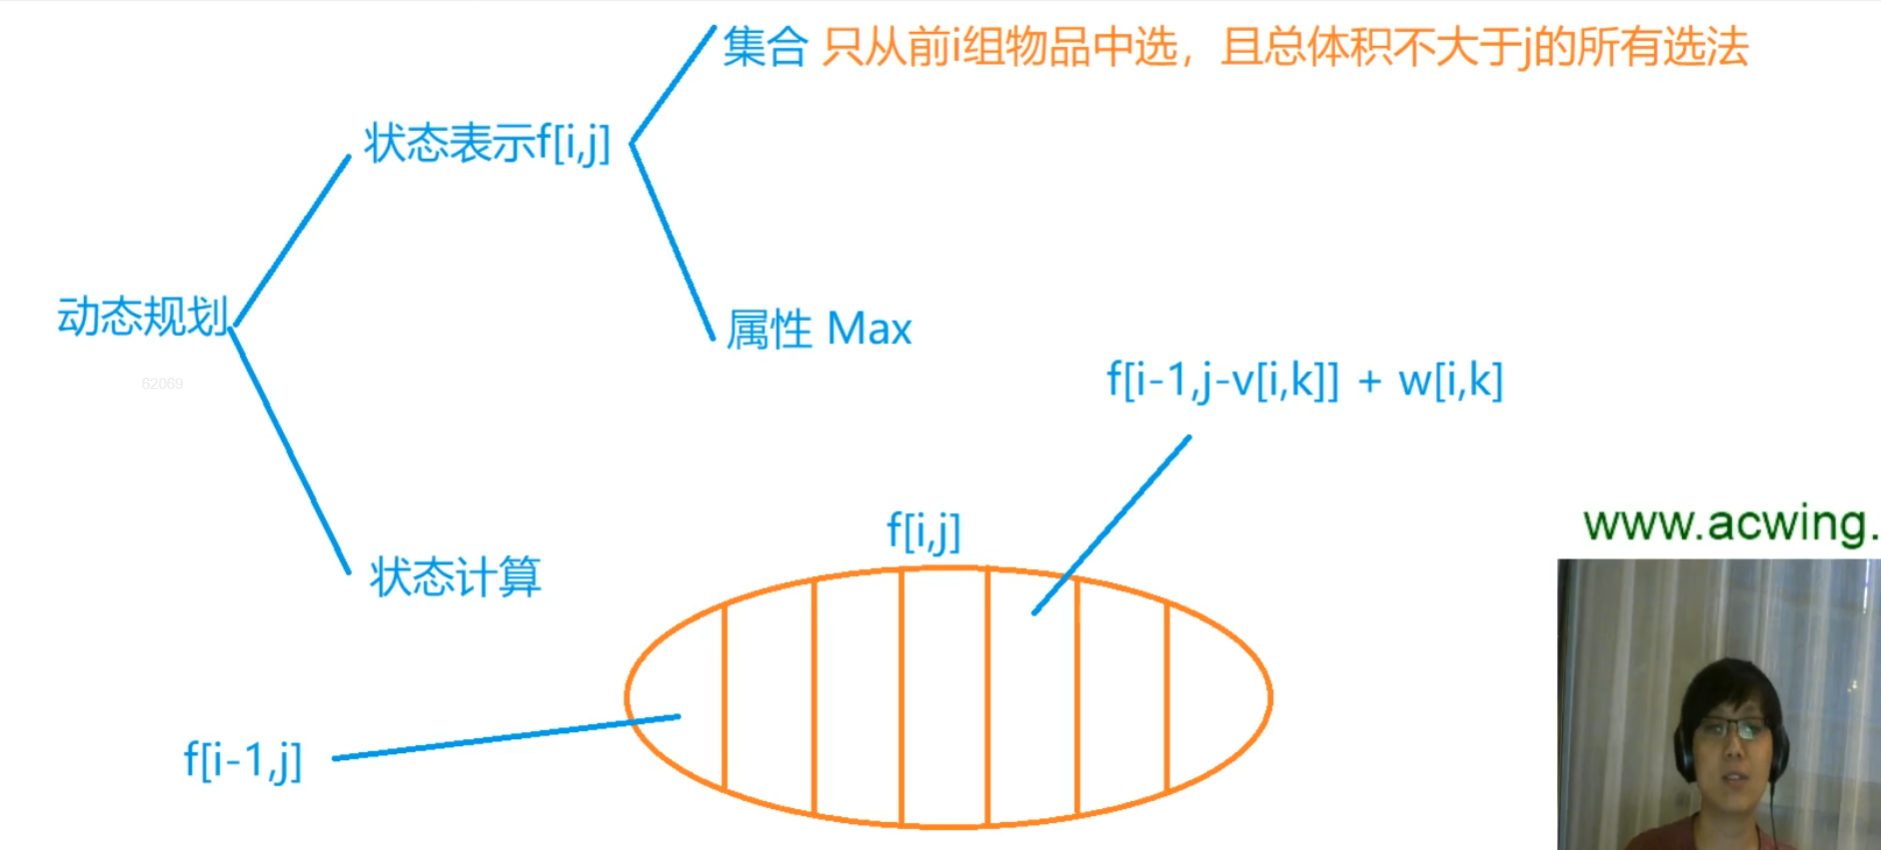 集合 只从前i组物品中选，且总体积不大于j的所有选法
状态表示f[i,j]
动态规划
属性 Max
62069
f[i-1,j-v[i,k]] + w[i,k]
f[i,j]
www.acwing.
状态计算
f[i-1,j]